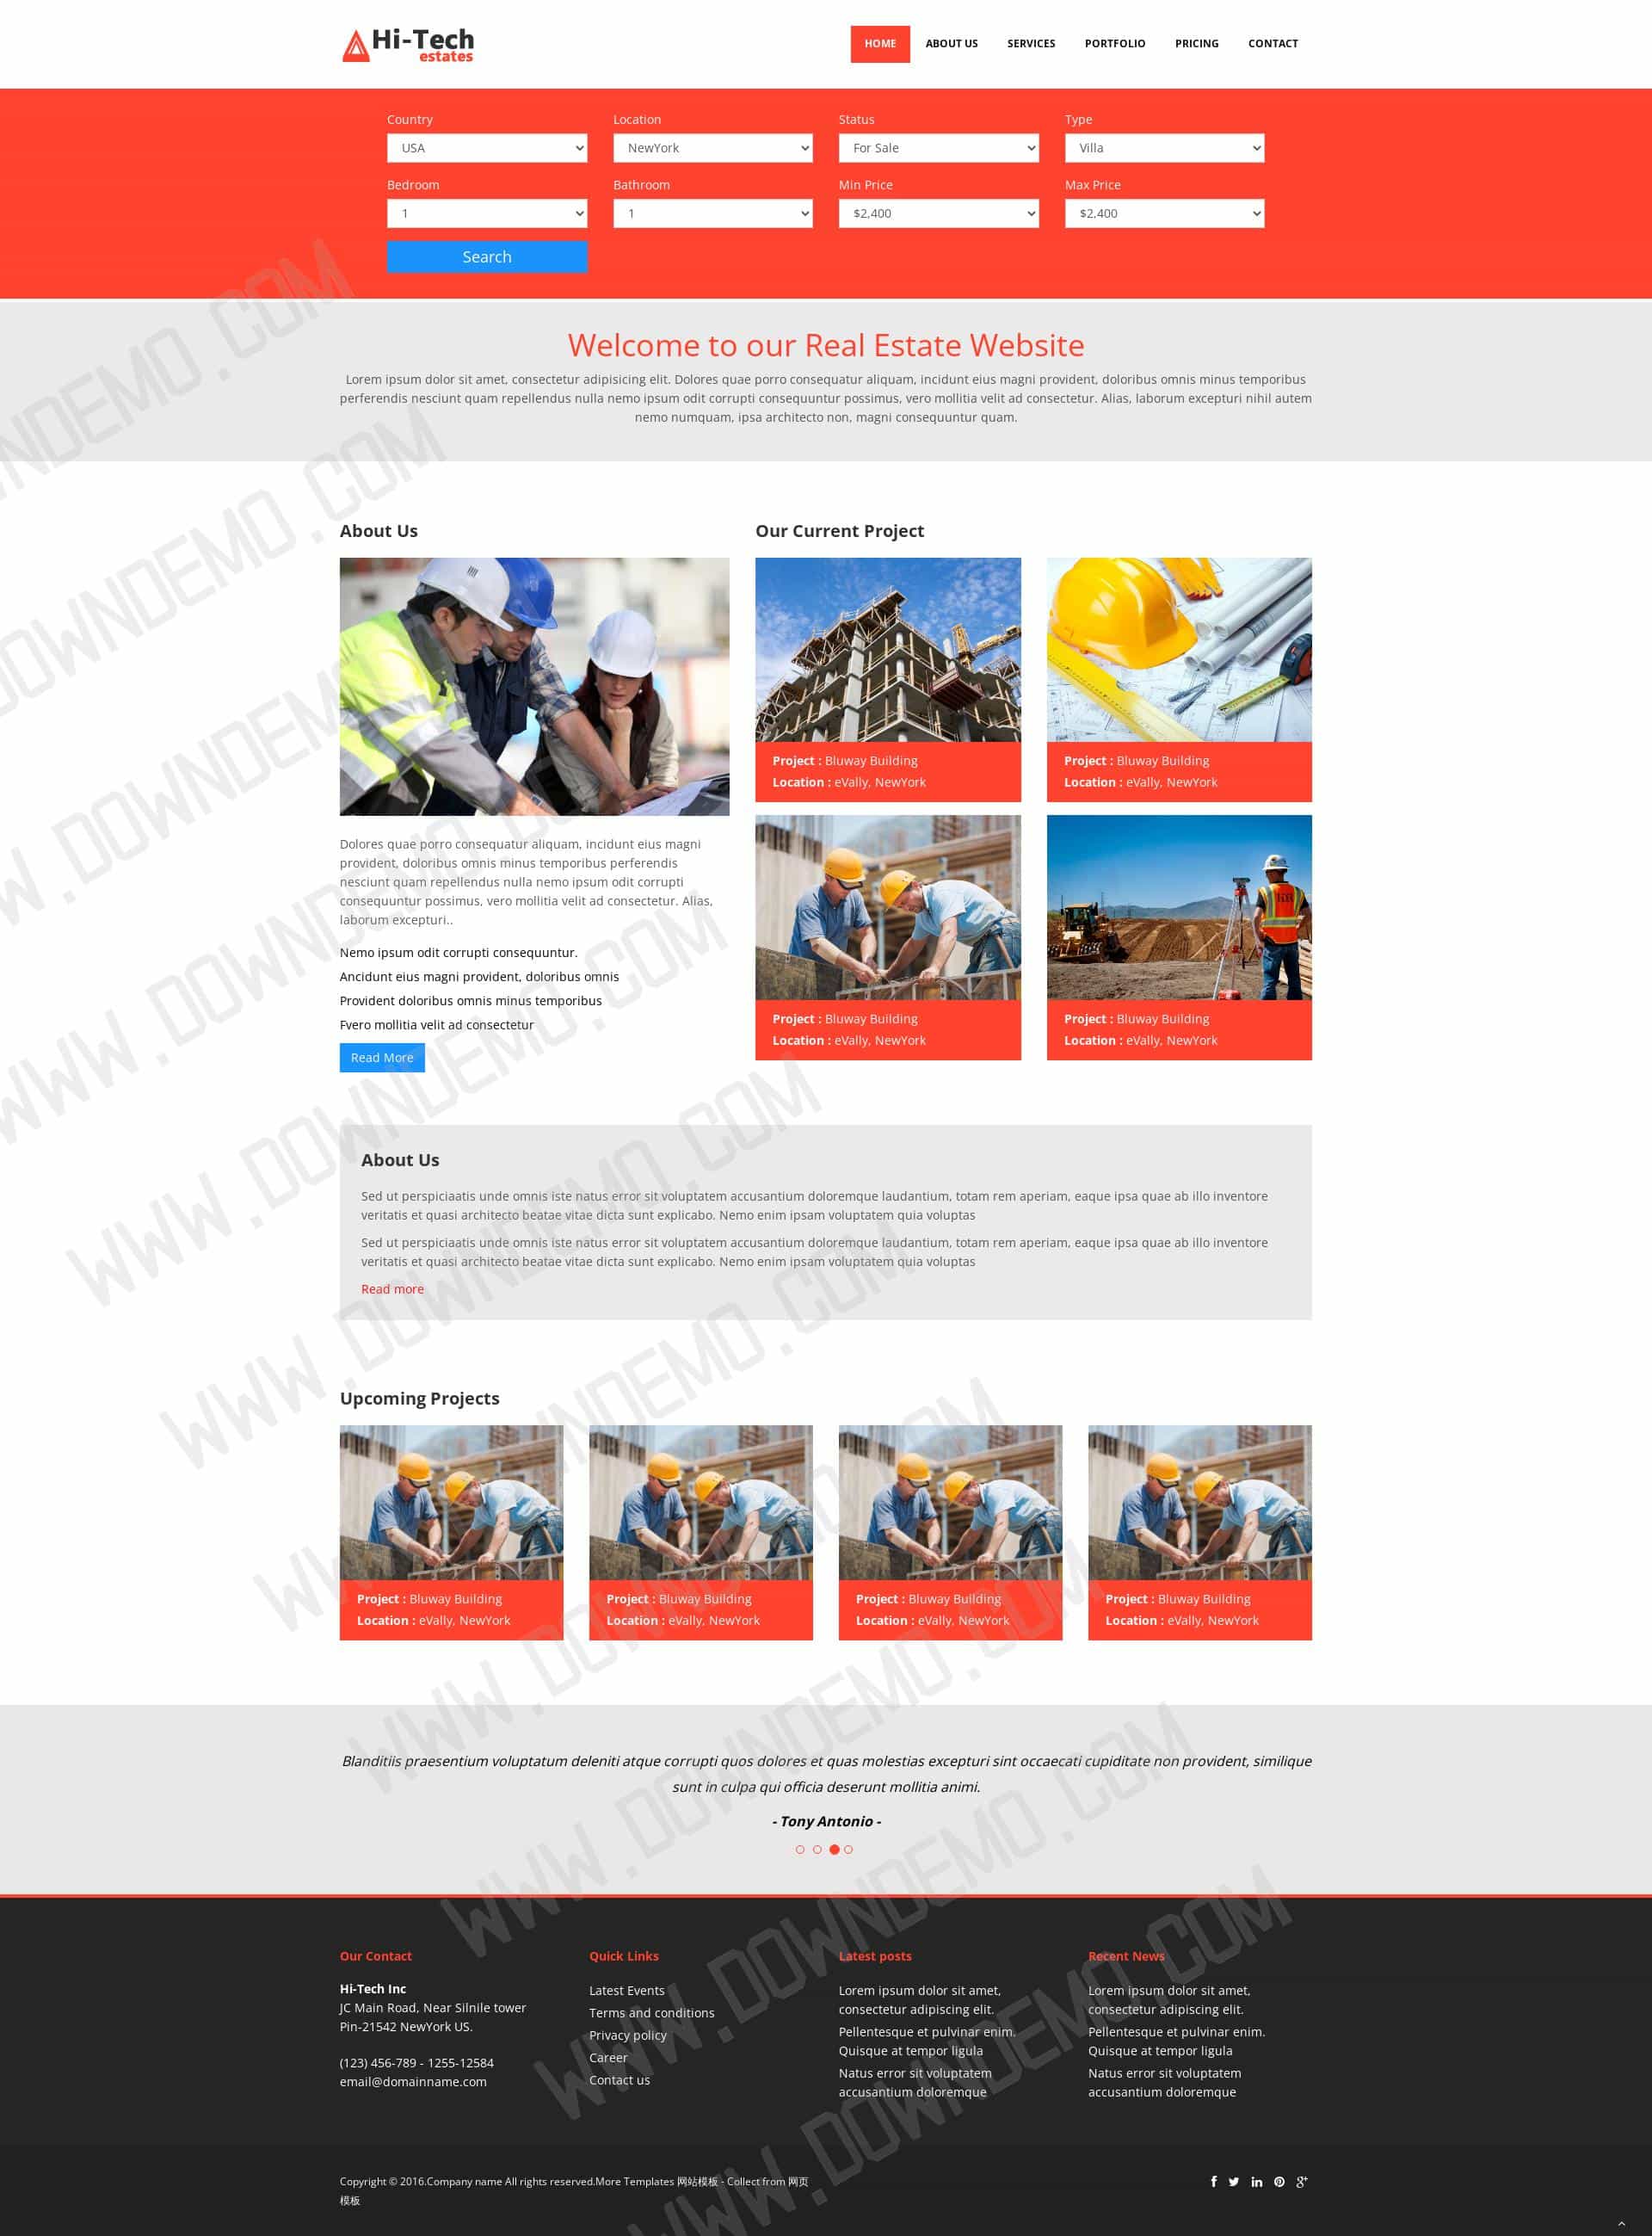 Hi-Tech
estates
HOME ABOUT US SERVICES PORTFOLIO PRICING CONTACT
Country Location Status Type
USA NewYork For Sale Villa
Bedroom Bathroom Min Price Max Price
1 1 $2,400 $2,400
Search
Welcome to our Real Estate Website
Lorem ipsum dolor sit amet, consectetur adipisicing elit. Dolores quae porro consequatur aliquam, incidunt eius magni provident, doloribus omnis minus temporibus
perferendis nesciunt quam repellendus nulla nemo ipsum odit corrupti consequuntur possimus, vero mollitia velit ad consectetur. Alias, laborum excepturi nihil autem
nemo numquam, ipsa architecto non, magni consequuntur quam.
About Us
Dolores quae porro consequatur aliquam, incidunt eius magni
provident, doloribus omnis minus temporibus perferendis
nesciunt quam repellendus nulla nemo ipsum odit corrupti
consequuntur possimus, vero mollitia velit ad consectetur. Alias,
laborum excepturi..
Nemo ipsum odit corrupti consequuntur.
Ancidunt eius magni provident, doloribus omnis
Provident doloribus omnis minus temporibus
Fvero mollitia velit ad consectetur
Read More
Our Current Project
Project : Bluway Building
Location : eVally, NewYork
Project : Bluway Building
Location : eVally, NewYork
Project : Bluway Building
Location : eVally, NewYork
Project : Bluway Building
Location : eVally, NewYork
About Us
Sed ut perspiciaatis unde omnis iste natus error sit voluptatem accusantium doloremque laudantium, totam rem aperiam, eaque ipsa quae ab illo inventore
veritatis et quasi architecto beatae vitae dicta sunt explicabo. Nemo enim ipsam voluptatem quia voluptas
Sed ut perspiciaatis unde omnis iste natus error sit voluptatem accusantium doloremque laudantium, totam rem aperiam, eaque ipsa quae ab illo inventore
veritatis et quasi architecto beatae vitae dicta sunt explicabo. Nemo enim ipsam voluptatem quia voluptas
Read more
Upcoming Projects
Project : Bluway Building
Location : eVally, NewYork
Project : Bluway Building
Location : eVally, NewYork
Project : Bluway Building
Location : eVally, NewYork
Project : Bluway Building
Location : eVally, NewYork
Blanditiis praesentium voluptatum deleniti atque corrupti quos dolores et quas molestias excepturi sint occaecati cupiditate non provident, similique
sunt in culpa qui officia deserunt mollitia animi.
- Tony Antonio -
Our Contact
Hi-Tech Inc
JC Main Road, Near Silnile tower
Pin-21542 NewYork US.
(123) 456-789 - 1255-12584
email@domainname.com
Quick Links
Latest Events
Terms and conditions
Privacy policy
Career
Contact us
Latest posts
Lorem ipsum dolor sit amet,
consectetur adipiscing elit.
Pellentesque et pulvinar enim.
Quisque at tempor ligula
Natus error sit voluptatem
accusantium doloremque
Recent News
Lorem ipsum dolor sit amet,
consectetur adipiscing elit.
Pellentesque et pulvinar enim.
Quisque at tempor ligula
Natus error sit voluptatem
accusantium doloremque
Copyright © 2016.Company name All rights reserved.More Templates 网站模板 - Collect from 网页
模板
WWW.DOWNDEMO.COM